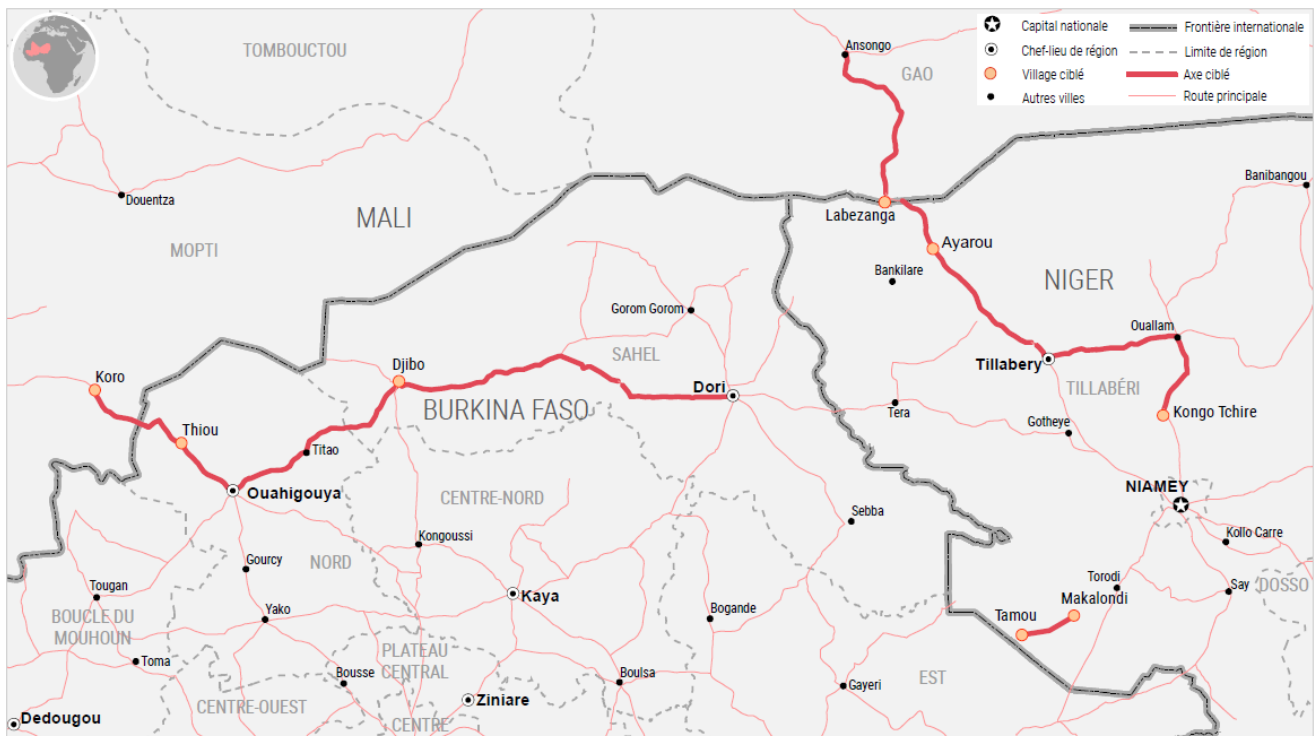 TOMBOUCTOU
Ansongo
GAO
Capital nationale
Chef-lieu de région
Village ciblé
Autres villes
Frontière internationale
Limite de région
Axe ciblé
Route principale
Douentza
MALI
MOPTI
Labezanga
Banibangou
Ayarou
Bankilare
NIGER
Gorom Gorom
Ouallam
SAHEL
Tillabery
TILLABÉRI
Koro
Djibo
Dori
BURKINA FASO
Tera
Kongo Tchire
Gotheye
Thiou
Titao
Ouahigouya
CENTRE-NORD
NIAMEY
Sebba
Kollo Carre
Kongoussi
NORD
Gourcy
Tougan
Kaya
Torodi
Say
DOSSO
Makalondi
Tamou
BOUCLE DU
MOUHOUN
Yako
Bogande
Toma
PLATEAU
CENTRAL
Bousse
Boulsa
EST
Gayeri
CENTRE-OUEST
Ziniare
CENTRE
Dedougou